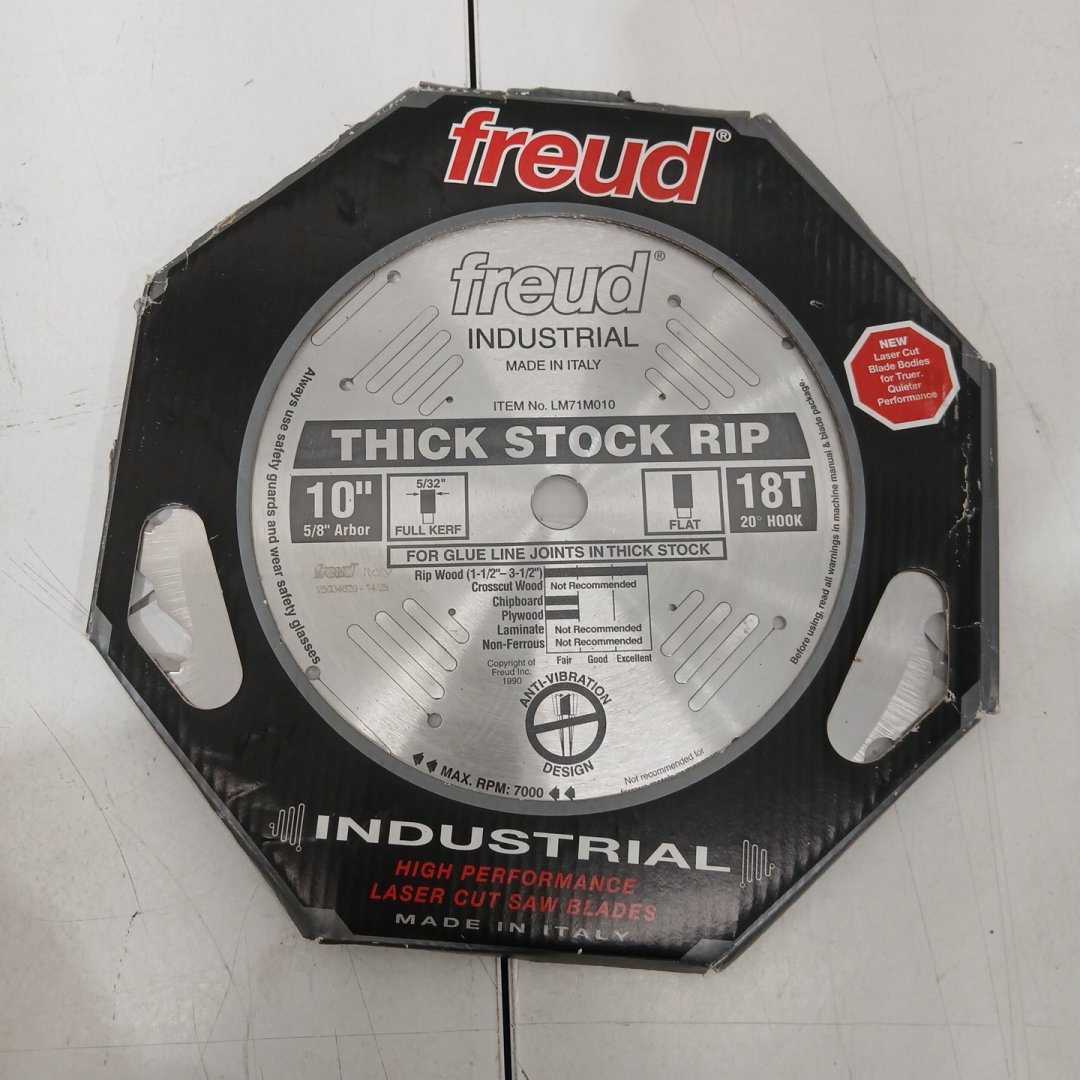 freud®
freud®
INDUSTRIAL
MADE IN ITALY
NEW
Laser Cut
Blade Bodies
for Truer,
Quieter
Performance
ITEM No. LM71M010
THICK STOCK RIP
10"
5/8" Arbor
5/32"
FULL KERF
FLAT
18T
20° HOOK
FOR GLUE LINE JOINTS IN THICK STOCK
freud Italy
Rip Wood (1-1/2"– 3-1/2")
Crosscut Wood Not Recommended
Chipboard
Plywood
Laminate Not Recommended
Non-Ferrous Not Recommended
Fair Good Excellent
Copyright of
Freud Inc.
1990
ANTI-VIBRATION
DESIGN
Always use safety guards and wear safety glasses
Before using, read all warnings in machine manual & blade package.
MAX. RPM: 7000
Not recommended for
INDUSTRIAL
HIGH PERFORMANCE
LASER CUT SAW BLADES
MADE IN ITALY